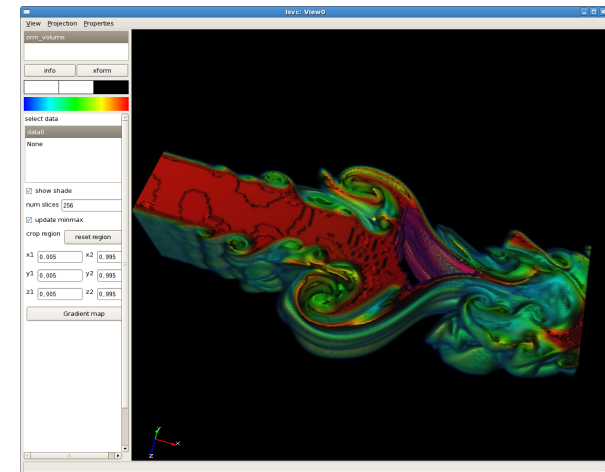 lsvc: View0
View Projection Properties
orm_volume
info xform
select data
data0
None
show shade
num slices 256
update minmax
crop region reset region
x1 0,005 x2 0,995
y1 0,005 y2 0,995
z1 0,005 z2 0,995
Gradient map
y
x
z